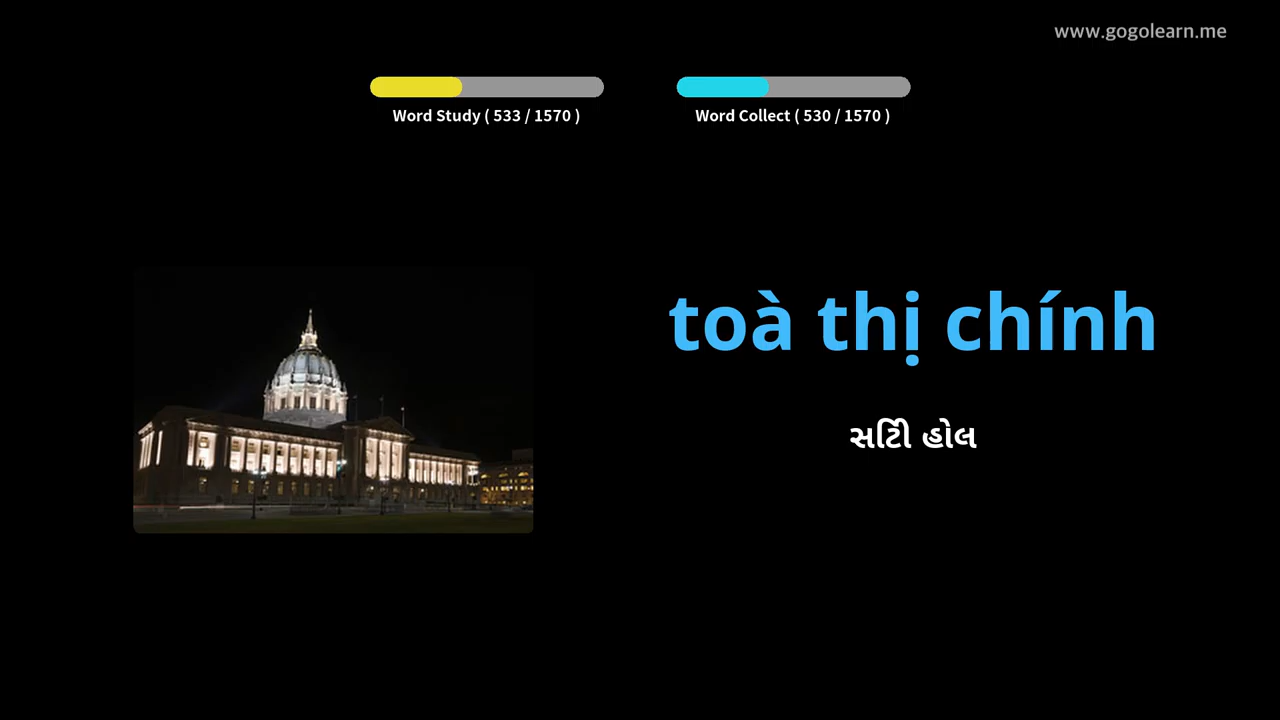 www.gogolearn.me
Word Study ( 533 / 1570 )
Word Collect ( 530 / 1570 )
toà thị chính
સિટી હોલ